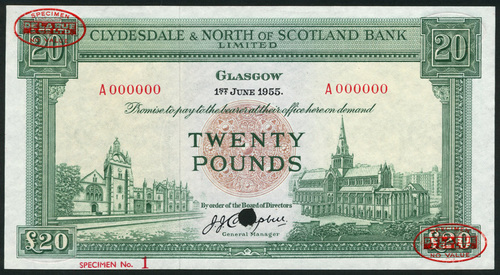 SPECIMEN
20
CLYDESDALE & NORTH OF SCOTLAND BANK
LIMITED
20
GLASGOW
A000000
1ST JUNE 1955.
A000000
Promise to pay to the bearer at their office here on demand
TWENTY
POUNDS
By order of the Board of Directors
General Manager
£20
£20
NO VALUE
SPECIMEN No. 1